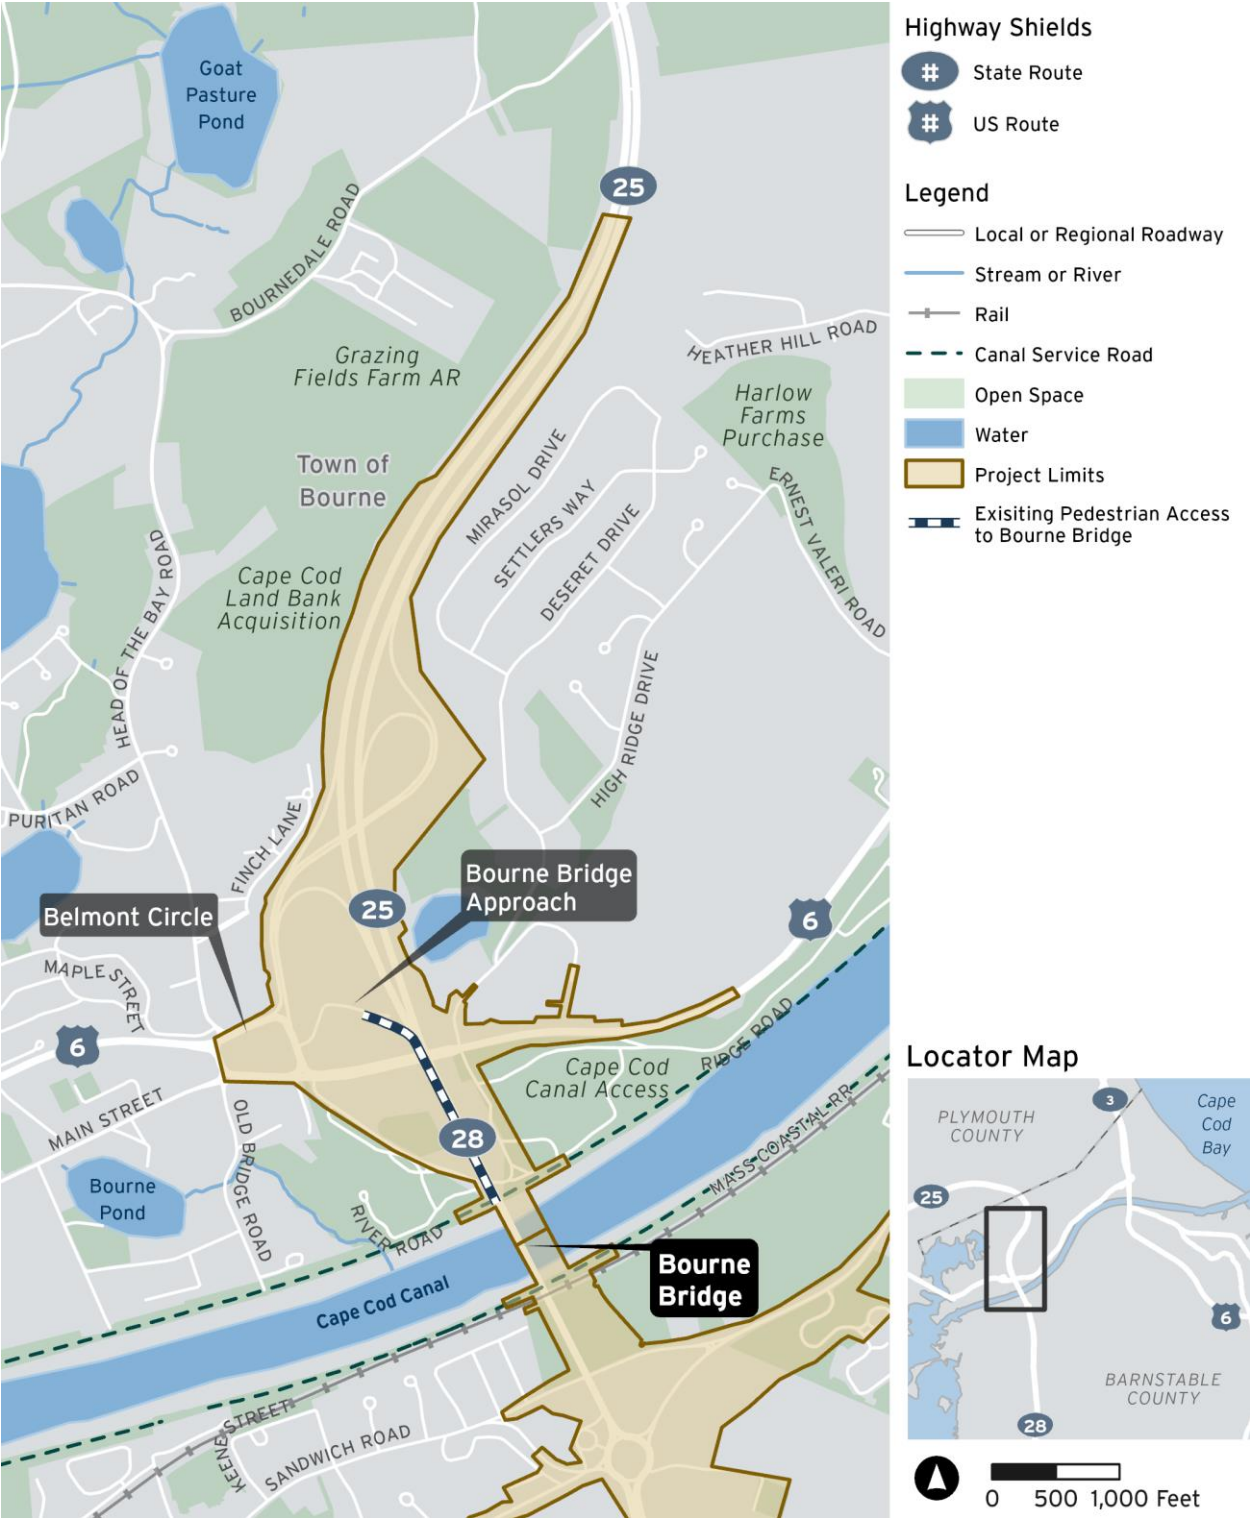 Goat
Pasture
Pond
25
BOURNEDALE ROAD
Grazing
Fields Farm AR
HEATHER HILL ROAD
Harlow
Farms
Purchase
Town of
Bourne
MIRASOL DRIVE
SETTLERS WAY
DESERET DRIVE
ERNEST VALERI ROAD
HEAD OF THE BAY ROAD
Cape Cod
Land Bank
Acquisition
HIGH RIDGE DRIVE
PURITAN ROAD
FINCH LANE
Bourne Bridge
Approach
Belmont Circle
25
6
MAPLE STREET
6
RIDGE ROAD
Cape Cod
Canal Access
MAIN STREET
OLD BRIDGE ROAD
28
MASS COASTAL RR
Bourne
Pond
RIVER ROAD
Bourne
Bridge
Cape Cod Canal
KEENE STREET
SANDWICH ROAD
Highway Shields
# State Route
# US Route
Legend
Local or Regional Roadway
Stream or River
Rail
Canal Service Road
Open Space
Water
Project Limits
Exisiting Pedestrian Access
to Bourne Bridge
Locator Map
3
PLYMOUTH
COUNTY
Cape
Cod
Bay
25
6
BARNSTABLE
COUNTY
28
0 500 1,000 Feet